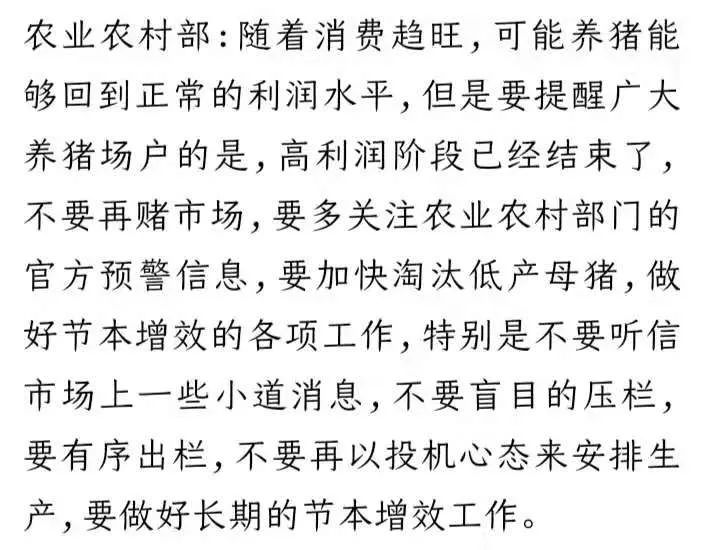 农业农村部:随着消费趋旺,可能养猪能
够回到正常的利润水平,但是要提醒广大
养猪场户的是,高利润阶段已经结束了,
不要再赌市场,要多关注农业农村部门的
官方预警信息,要加快淘汰低产母猪,做
好节本增效的各项工作,特别是不要听信
市场上一些小道消息,不要盲目的压栏,
要有序出栏,不要再以投机心态来安排生
产,要做好长期的节本增效工作。